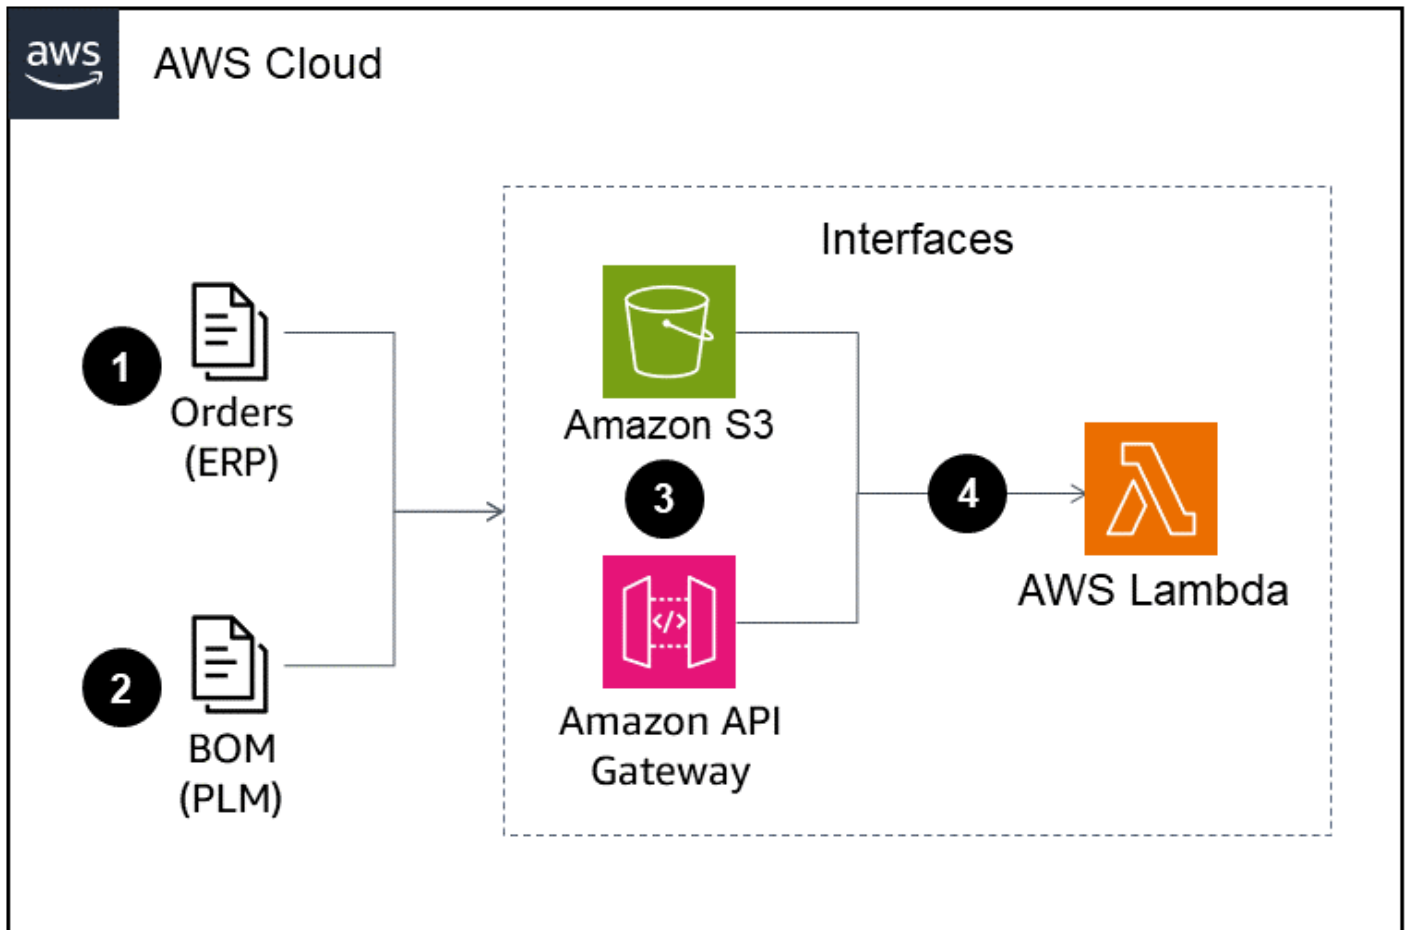 aws
AWS Cloud
Interfaces
1
Orders
(ERP)
Amazon S3
3
4
AWS Lambda
2
BOM
(PLM)
</>
Amazon API
Gateway